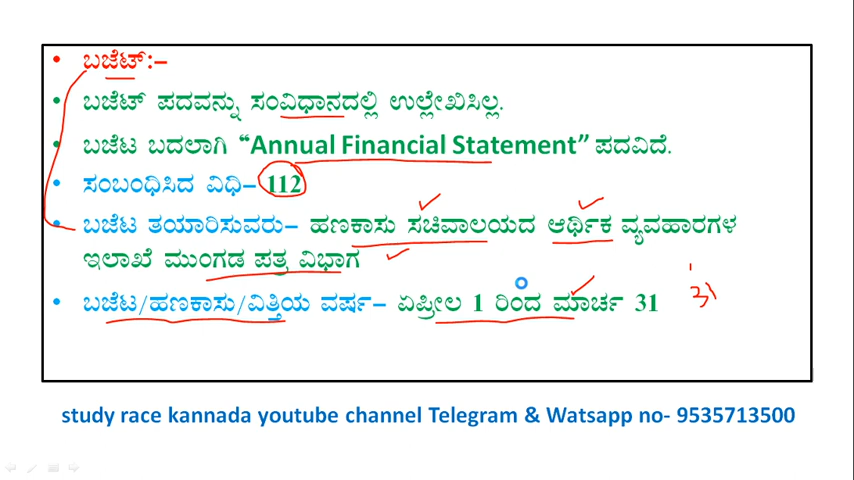 • ಬಜೆಟ್:–
• ಬಜೆಟ್ ಪದವನ್ನು ಸಂವಿಧಾನದಲ್ಲಿ ಉಲ್ಲೇಖಿಸಿಲ್ಲ.
• ಬಜೆಟ ಬದಲಾಗಿ “Annual Financial Statement” ಪದವಿದೆ.
• ಸಂಬಂಧಿಸಿದ ವಿಧಿ– 112
• ಬಜೆಟ ತಯಾರಿಸುವರು– ಹಣಕಾಸು ಸಚಿವಾಲಯದ ಆರ್ಥಿಕ ವ್ಯವಹಾರಗಳ
ಇಲಾಖೆ ಮುಂಗಡ ಪತ್ರ ವಿಭಾಗ
• ಬಜೆಟ/ಹಣಕಾಸು/ವಿತ್ತಿಯ ವರ್ಷ– ಏಪ್ರೀಲ 1 ರಿಂದ ಮಾರ್ಚ 31
31
study race kannada youtube channel Telegram & Watsapp no- 9535713500